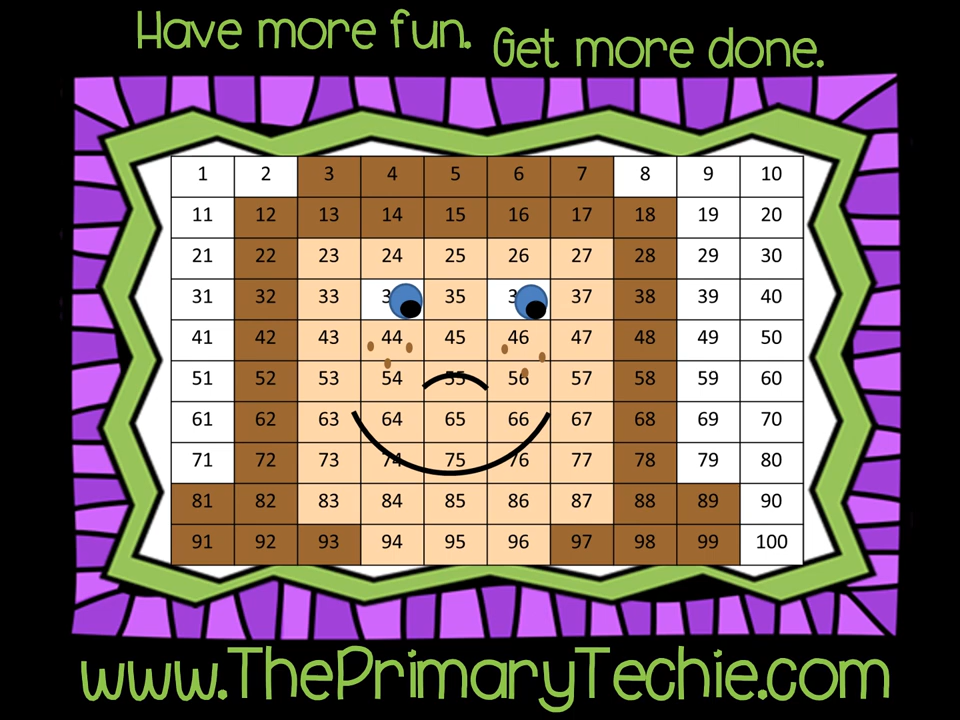 Have more fun. Get more done.
1 2 3 4 5 6 7 8 9 10
11 12 13 14 15 16 17 18 19 20
21 22 23 24 25 26 27 28 29 30
31 32 33 3 35 3 37 38 39 40
41 42 43 44 45 46 47 48 49 50
51 52 53 54 55 56 57 58 59 60
61 62 63 64 65 66 67 68 69 70
71 72 73 74 75 76 77 78 79 80
81 82 83 84 85 86 87 88 89 90
91 92 93 94 95 96 97 98 99 100
www.ThePrimaryTechie.com